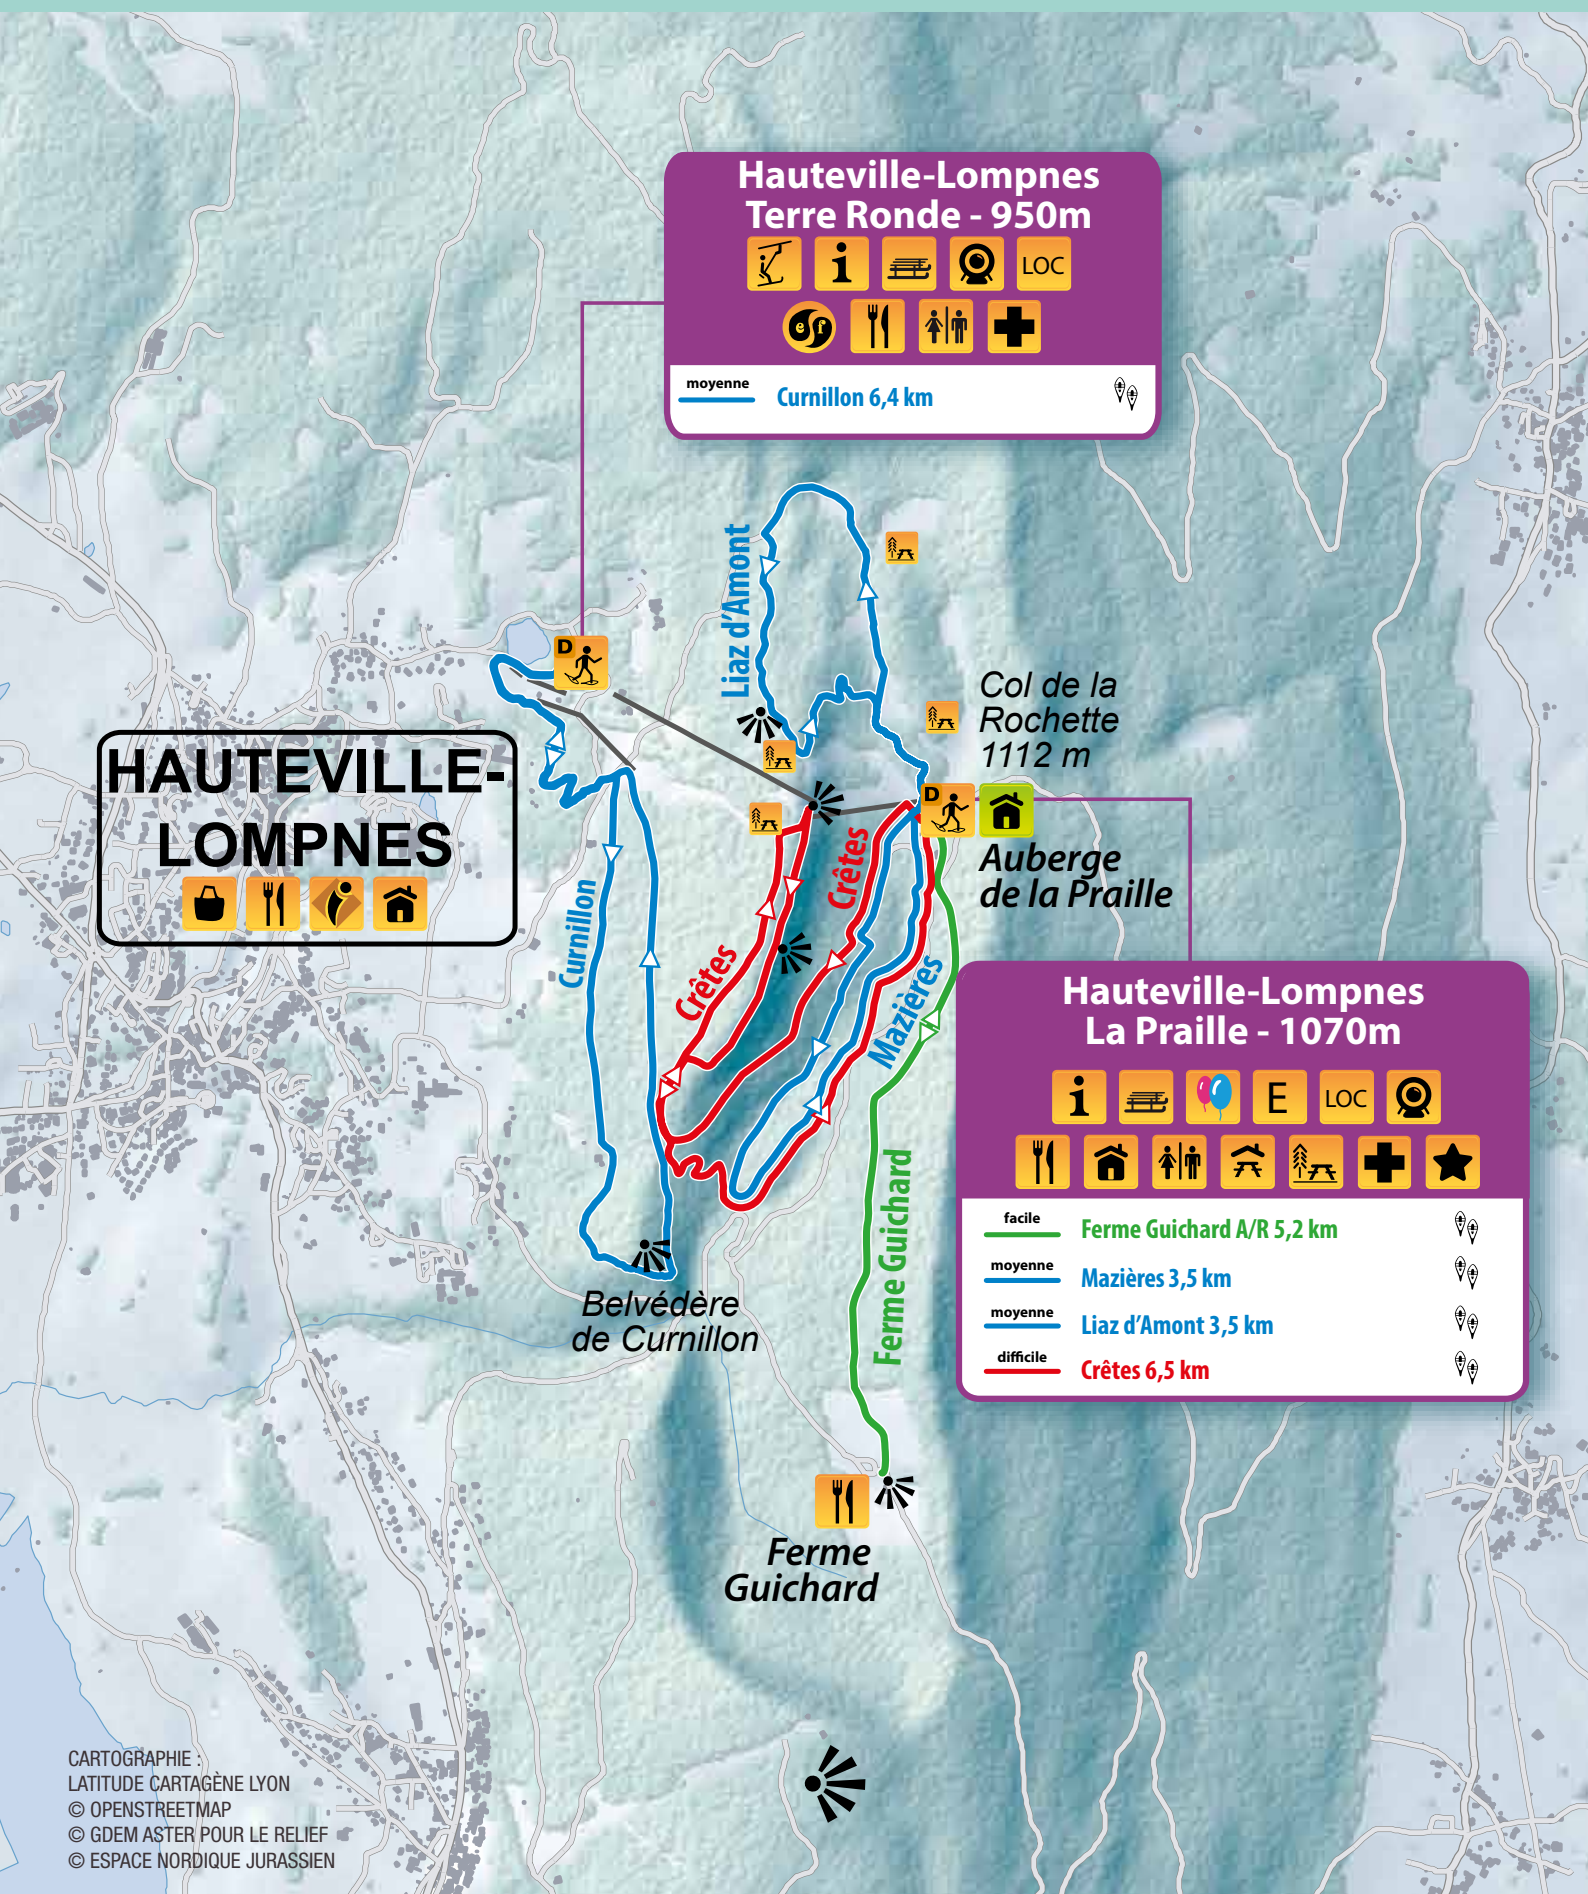 Hauteville-Lompnes
Terre Ronde - 950m
i
LOC
e f
moyenne
Curnillon 6,4 km
Liaz d'Amont
D
Col de la
Rochette
1112 m
HAUTEVILLE-
LOMPNES
D
Auberge
de la Praille
Crêtes
Curnillon
Crêtes
Mazières
Hauteville-Lompnes
La Praille - 1070m
i
E
LOC
facile
Ferme Guichard A/R 5,2 km
moyenne
Mazières 3,5 km
moyenne
Liaz d'Amont 3,5 km
difficile
Crêtes 6,5 km
Ferme Guichard
Belvédère
de Curnillon
Ferme
Guichard
CARTOGRAPHIE :
LATITUDE CARTAGÈNE LYON
© OPENSTREETMAP
© GDEM ASTER POUR LE RELIEF
© ESPACE NORDIQUE JURASSIEN